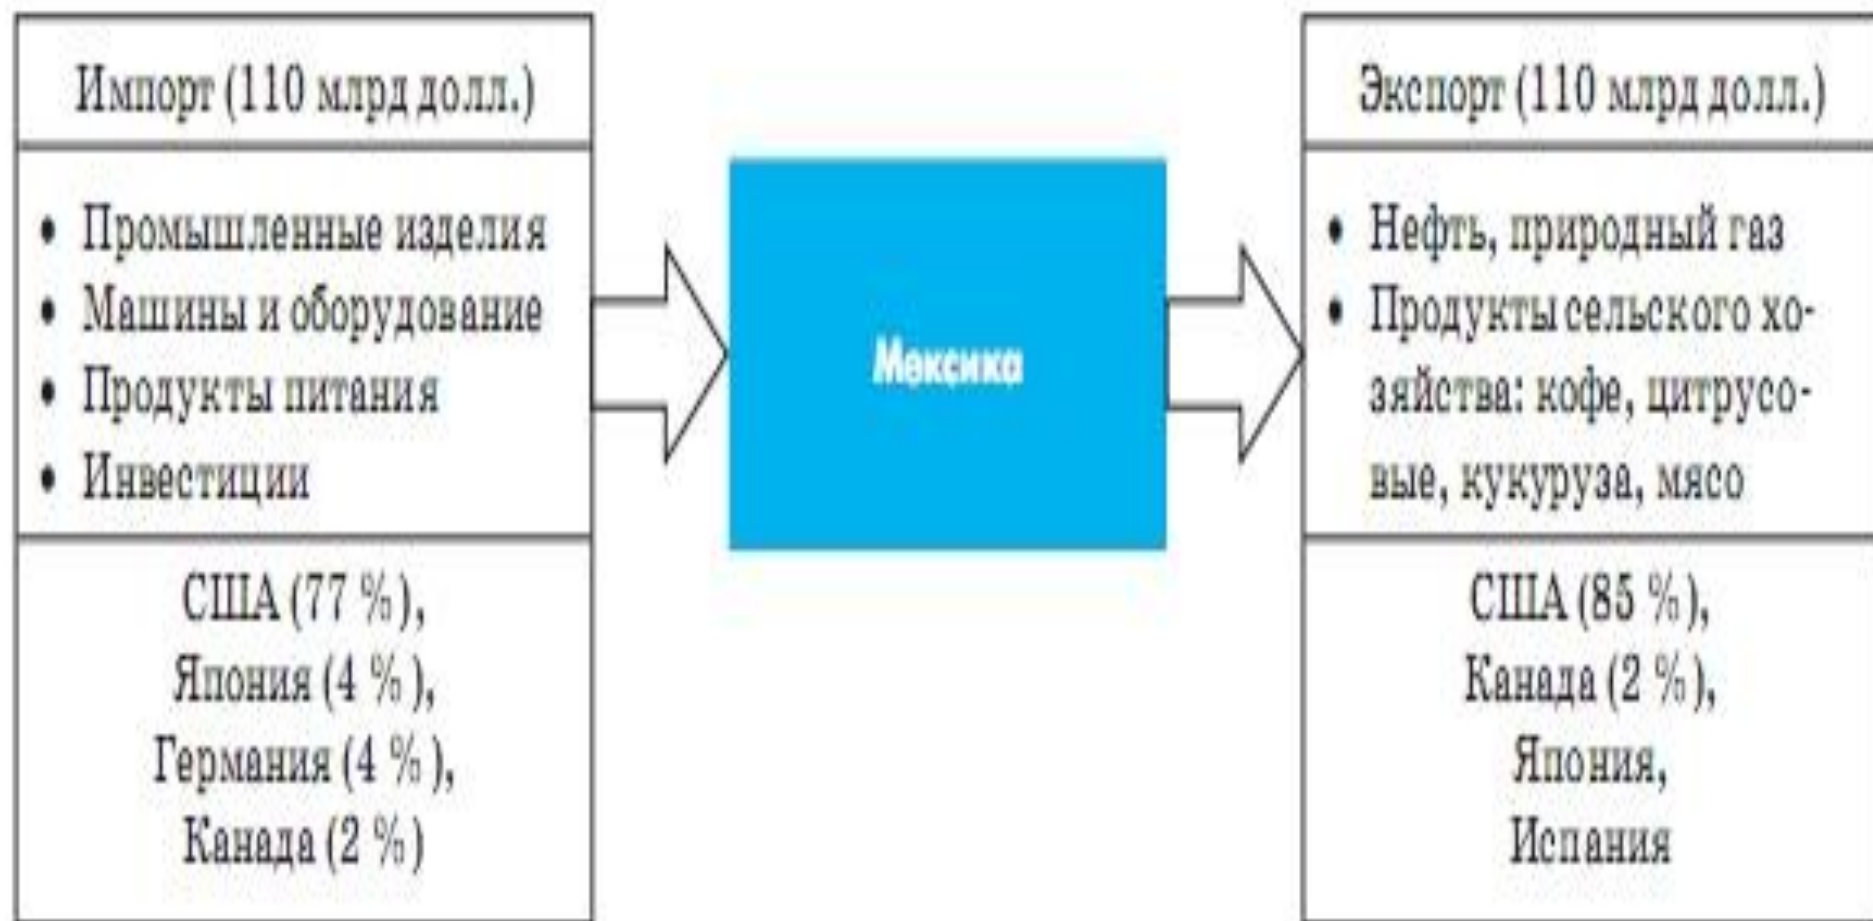 Импорт (110 млрд долл.)
• Промышленные изделия
• Машины и оборудование
• Продукты питания
• Инвестиции
США (77 %),
Япония (4 %),
Германия (4 %),
Канада (2 %)
Мексика
Экспорт (110 млрд долл.)
• Нефть, природный газ
• Продукты сельского хо-
зяйства: кофе, цитрусо-
вые, кукуруза, мясо
США (85 %),
Канада (2 %),
Япония,
Испания